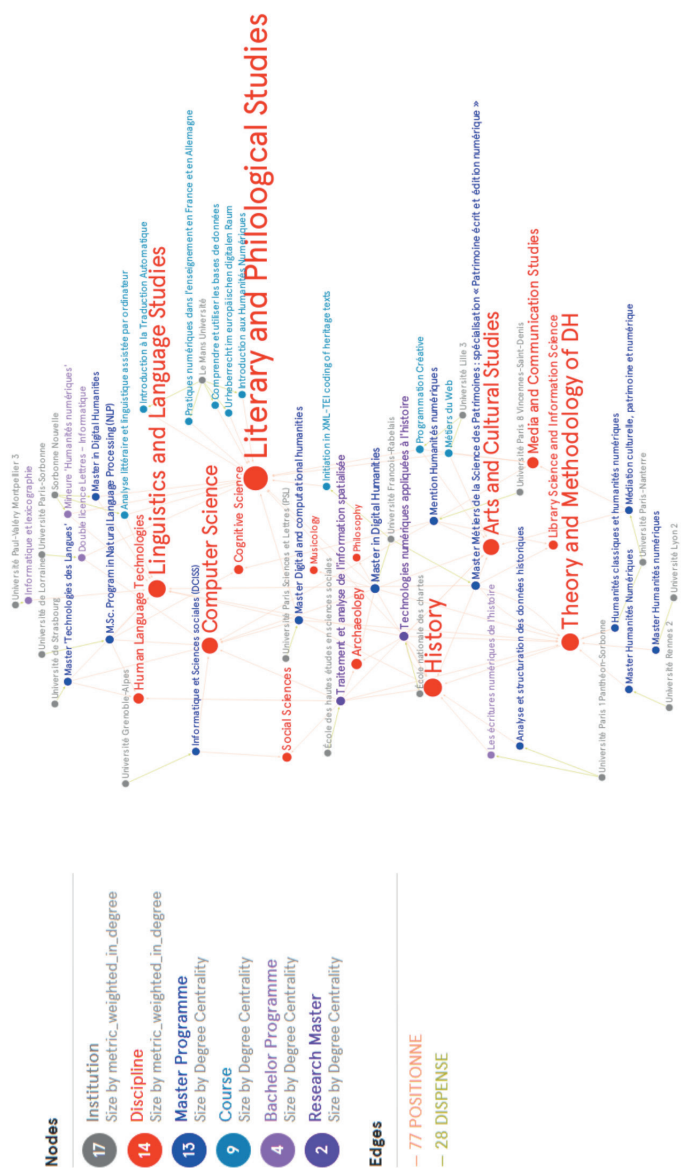 Nodes
17 Institution
Size by metric_weighted_in_degree
14 Discipline
Size by metric_weighted_in_degree
13 Master Programme
Size by Degree Centrality
9 Course
Size by Degree Centrality
4 Bachelor Programme
Size by Degree Centrality
2 Research Master
Size by Degree Centrality
Edges
— 77 POSITIONNE
— 28 DISPENSE
Université Paul-Valéry Montpellier 3
Informatique et lexicographie
Université de Lorraine
Université Paris-Sorbonne
Université de Strasbourg
Sorbonne Nouvelle
Master 'Technologies des Langues'
Mineure 'Humanités numériques'
Double licence Lettres – Informatique
Master in Digital Humanities
M.Sc. Program in Natural Language Processing (NLP)
Université Grenoble-Alpes
Analyse littéraire et linguistique assistée par ordinateur
Human Language Technologies
Introduction à la Traduction Automatique
Linguistics and Language Studies
Pratiques numériques dans l'enseignement en France et en Allemagne
Informatique et Sciences sociales (DCISS)
Le Mans Université
Computer Science
Comprendre et utiliser les bases de données
Urheberrecht im europäischen digitalen Raum
Cognitive Science
Introduction aux Humanités Numériques
Literary and Philological Studies
Social Sciences
Université Paris Sciences et Lettres (PSL)
Master Digital and computational humanities
Musicology
École des hautes études en sciences sociales
Initiation in XML-TEI coding of heritage texts
Traitement et analyse de l'information spatialisée
Archaeology
Philosophy
Master in Digital Humanities
Université François-Rabelais
Technologies numériques appliquées à l'histoire
École nationale des chartes
Programmation Créative
History
Mention Humanités numériques
Métiers du Web
Université Lille 3
Master Métiers de la Science des Patrimoines : spécialisation « Patrimoine écrit et édition numérique »
Les écritures numériques de l'histoire
Arts and Cultural Studies
Analyse et structuration des données historiques
Université Paris 8 Vincennes-Saint-Denis
Media and Communication Studies
Library Science and Information Science
Theory and Methodology of DH
Université Paris 1 Panthéon-Sorbonne
Humanités classiques et humanités numériques
Master Humanités Numériques
Médiation culturelle, patrimoine et numérique
Université Paris-Nanterre
Master Humanités numériques
Université Rennes 2
Université Lyon 2